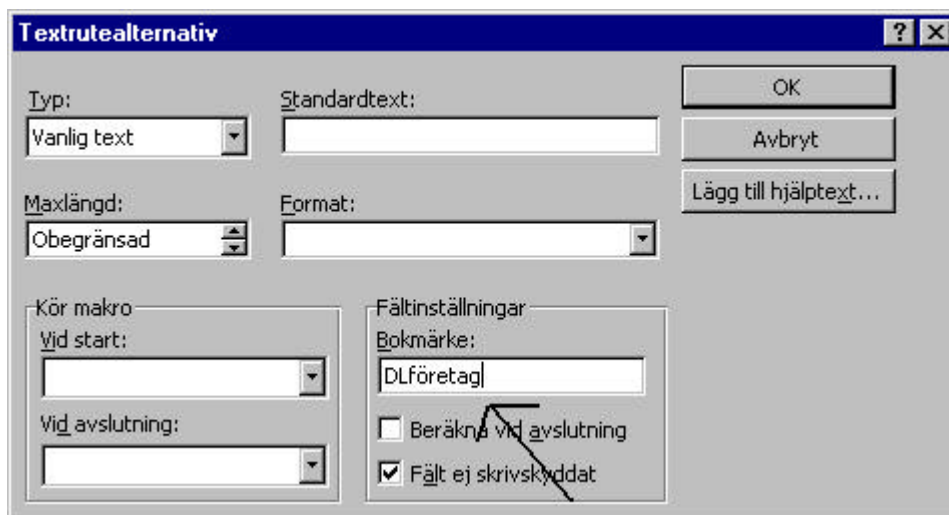 Textrutealternativ
Typ:
Vanlig text
Standardtext:
OK
Avbryt
Lägg till hjälptext...
Maxlängd:
Obegränsad
Format:
Kör makro
Vid start:
Vid avslutning:
Fältinställningar
Bokmärke:
DLföretag
Beräkna vid avslutning
Fält ej skrivskyddat